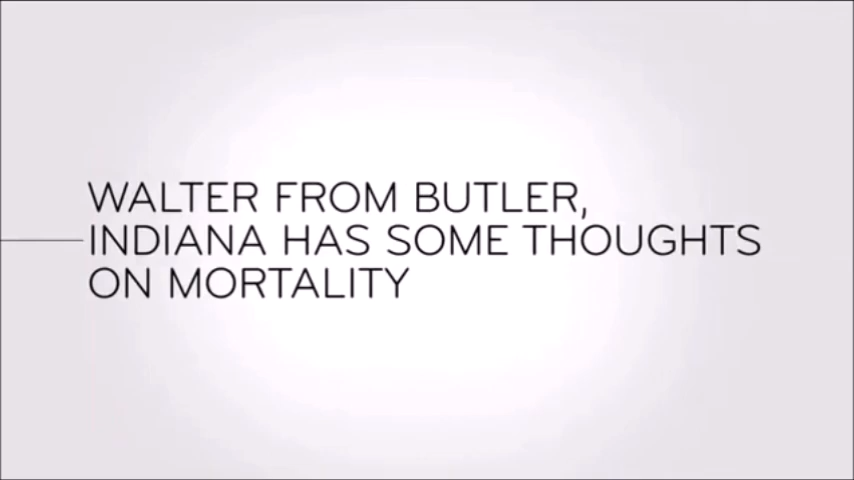 WALTER FROM BUTLER,
INDIANA HAS SOME THOUGHTS
ON MORTALITY